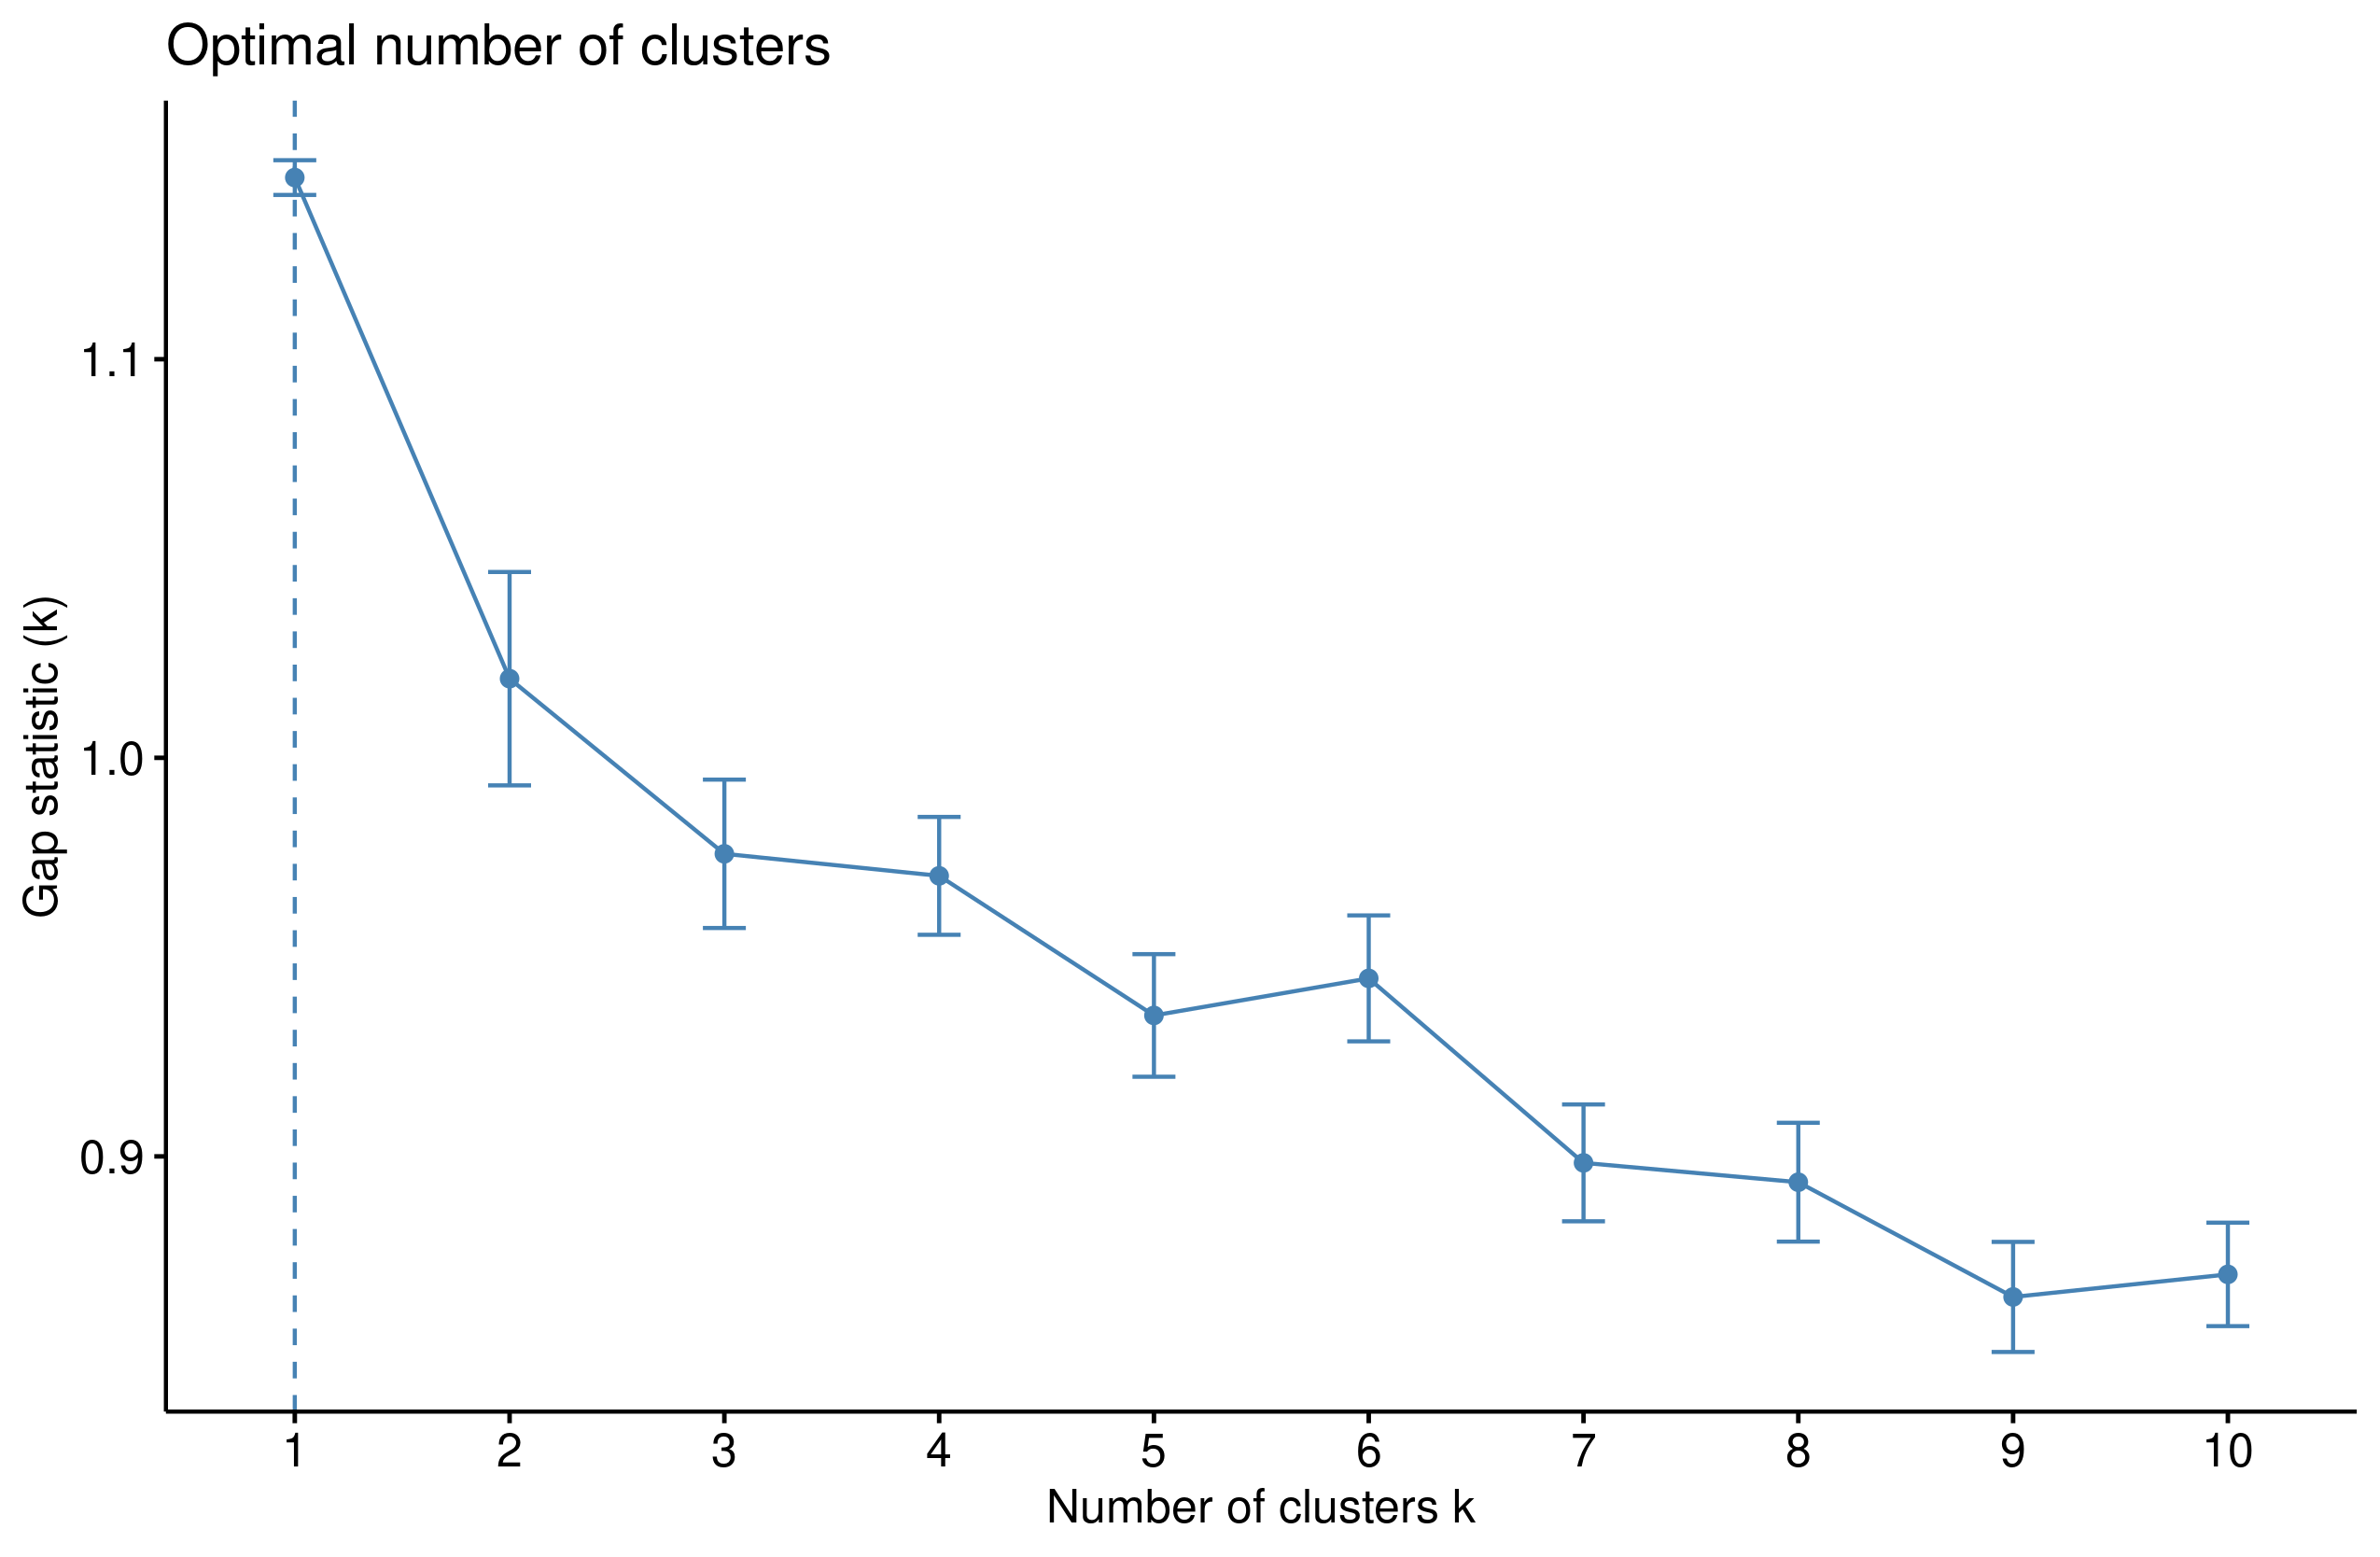 Optimal number of clusters
Gap statistic (k)
1.1
1.0
0.9
1 2 3 4 5 6 7 8 9 10
Number of clusters k